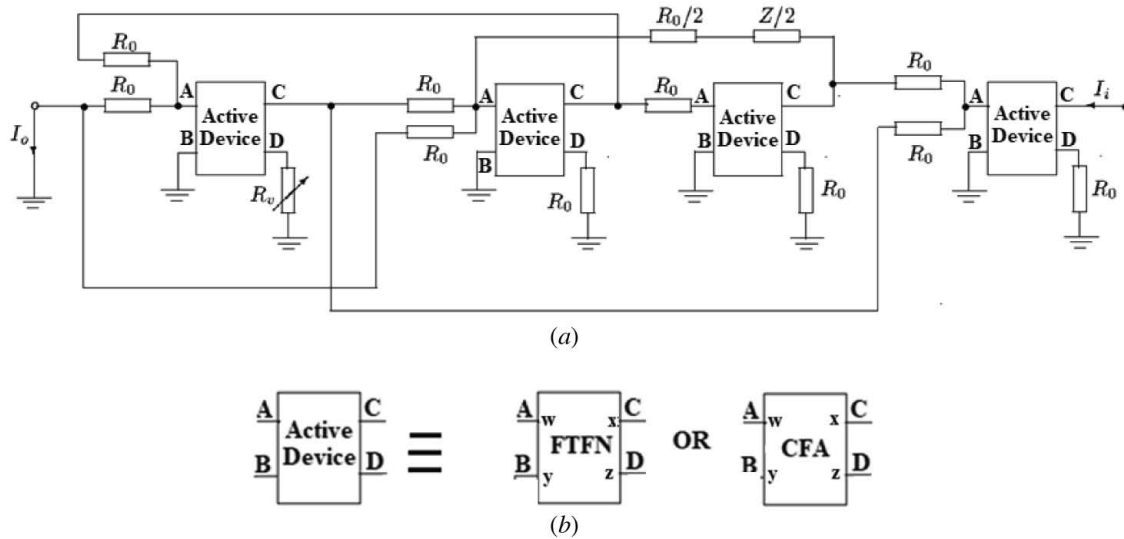 R₀/2 Z/2
R₀
R₀ R₀ R₀ R₀
A C A C A C A C Iᵢ
Iₒ Active Device Active Device Active Device Active Device
B D B D B D B D
R₀ R₀
Rᵥ R₀ R₀ R₀
(a)
A C A w x C A w x C
Active Device FTFN OR CFA
B D B y z D B y z D
(b)